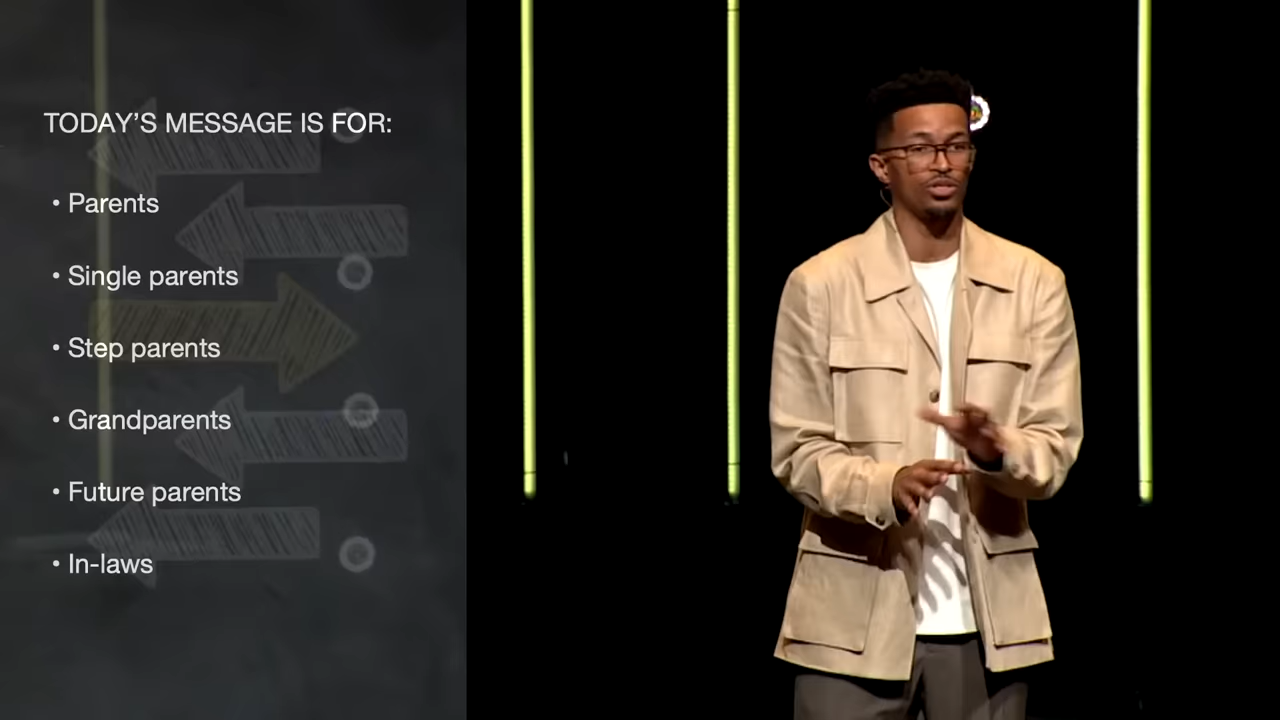 TODAY’S MESSAGE IS FOR:
• Parents
• Single parents
• Step parents
• Grandparents
• Future parents
• In-laws